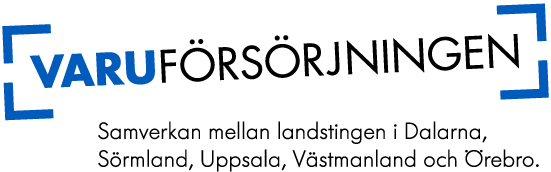 VARUFÖRSÖRJNINGEN
Samverkan mellan landstingen i Dalarna,
Sörmland, Uppsala, Västmanland och Örebro.